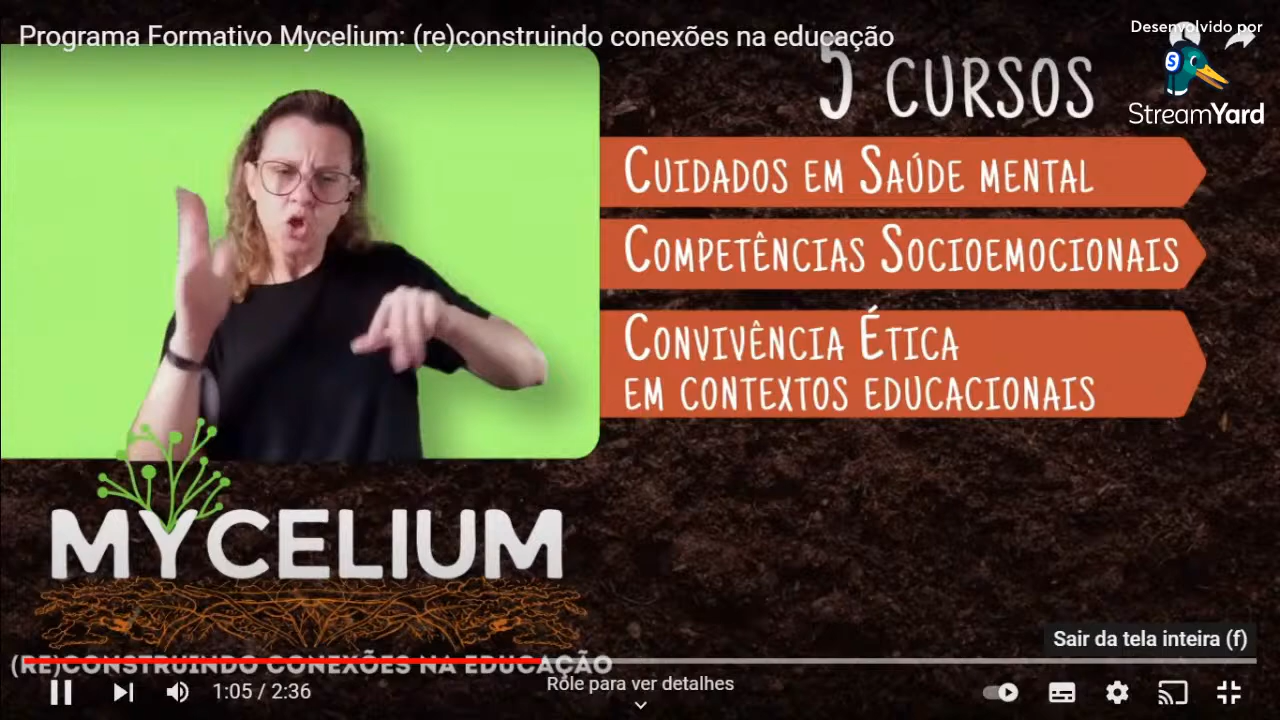 Programa Formativo Mycelium: (re)construindo conexões na educação
Desenvolvido por
S
StreamYard
5 CURSOS
CUIDADOS EM SAÚDE MENTAL
COMPETÊNCIAS SOCIOEMOCIONAIS
CONVIVÊNCIA ÉTICA
EM CONTEXTOS EDUCACIONAIS
MYCELIUM
(RE)CONSTRUINDO CONEXÕES NA EDUCAÇÃO
Sair da tela inteira (f)
1:05 / 2:36
Role para ver detalhes